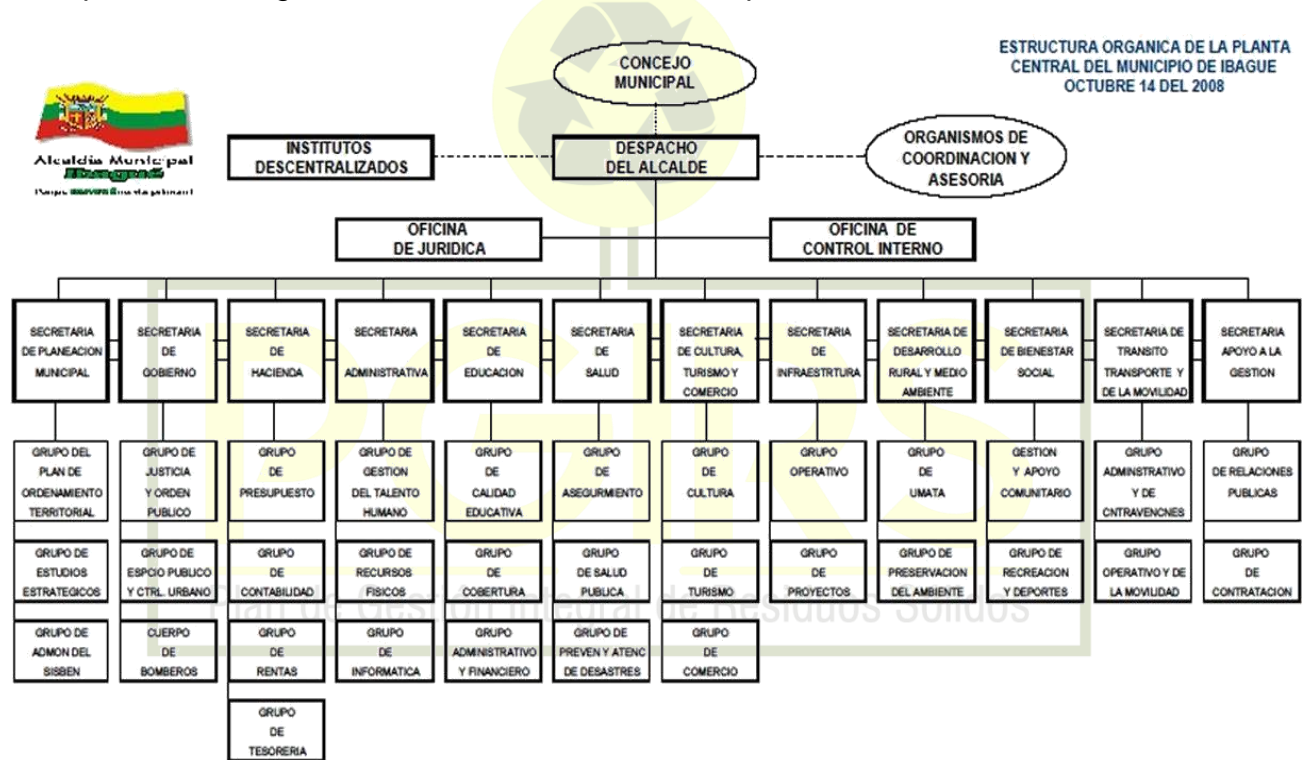 ESTRUCTURA ORGANICA DE LA PLANTA
CENTRAL DEL MUNICIPIO DE IBAGUE
OCTUBRE 14 DEL 2008
CONCEJO
MUNICIPAL
Alcaldía Municipal
Ibagué
INSTITUTOS
DESCENTRALIZADOS
DESPACHO
DEL ALCALDE
ORGANISMOS DE
COORDINACION Y
ASESORIA
OFICINA
DE JURIDICA
OFICINA DE
CONTROL INTERNO
SECRETARIA
DE PLANEACION
MUNICIPAL
SECRETARIA
DE
GOBIERNO
SECRETARIA
DE
HACIENDA
SECRETARIA
ADMINISTRATIVA
SECRETARIA
DE
EDUCACION
SECRETARIA
DE
SALUD
SECRETARIA
DE CULTURA,
TURISMO Y
COMERCIO
SECRETARIA
DE
INFRAESTRTURA
SECRETARIA DE
DESARROLLO
RURAL Y MEDIO
AMBIENTE
SECRETARIA
DE BIENESTAR
SOCIAL
SECRETARIA DE
TRANSITO
TRANSPORTE Y
DE LA MOVILIDAD
SECRETARIA
APOYO A LA
GESTION
GRUPO DEL
PLAN DE
ORDENAMIENTO
TERRITORIAL
GRUPO DE
JUSTICIA
Y ORDEN
PUBLICO
GRUPO
DE
PRESUPUESTO
GRUPO DE
GESTION
DEL TALENTO
HUMANO
GRUPO
DE
CALIDAD
EDUCATIVA
GRUPO
DE
ASEGURMIENTO
GRUPO
DE
CULTURA
GRUPO
OPERATIVO
GRUPO
DE
UMATA
GESTION
Y APOYO
COMUNITARIO
GRUPO
ADMINSTRATIVO
Y DE
CNTRAVENCNES
GRUPO
DE RELACIONES
PUBLICAS
GRUPO DE
ESTUDIOS
ESTRATEGICOS
GRUPO DE
ESPCIO PUBLICO
Y CTRL. URBANO
GRUPO
DE
CONTABILIDAD
GRUPO DE
RECURSOS
FISICOS
GRUPO
DE
COBERTURA
GRUPO
DE SALUD
PUBLICA
GRUPO
DE
TURISMO
GRUPO
DE
PROYECTOS
GRUPO DE
PRESERVACION
DEL AMBIENTE
GRUPO DE
RECREACION
Y DEPORTES
GRUPO
OPERATIVO Y DE
LA MOVILIDAD
GRUPO
DE
CONTRATACION
GRUPO DE
ADMON DEL
SISBEN
CUERPO
DE
BOMBEROS
GRUPO
DE
RENTAS
GRUPO
DE
INFORMATICA
GRUPO
ADMINISTRATIVO
Y FINANCIERO
GRUPO DE
PREVEN Y ATENC
DE DESASTRES
GRUPO
DE
COMERCIO
GRUPO
DE
TESORERIA
PGIRS
Plan de Gestión Integral de Residuos Sólidos